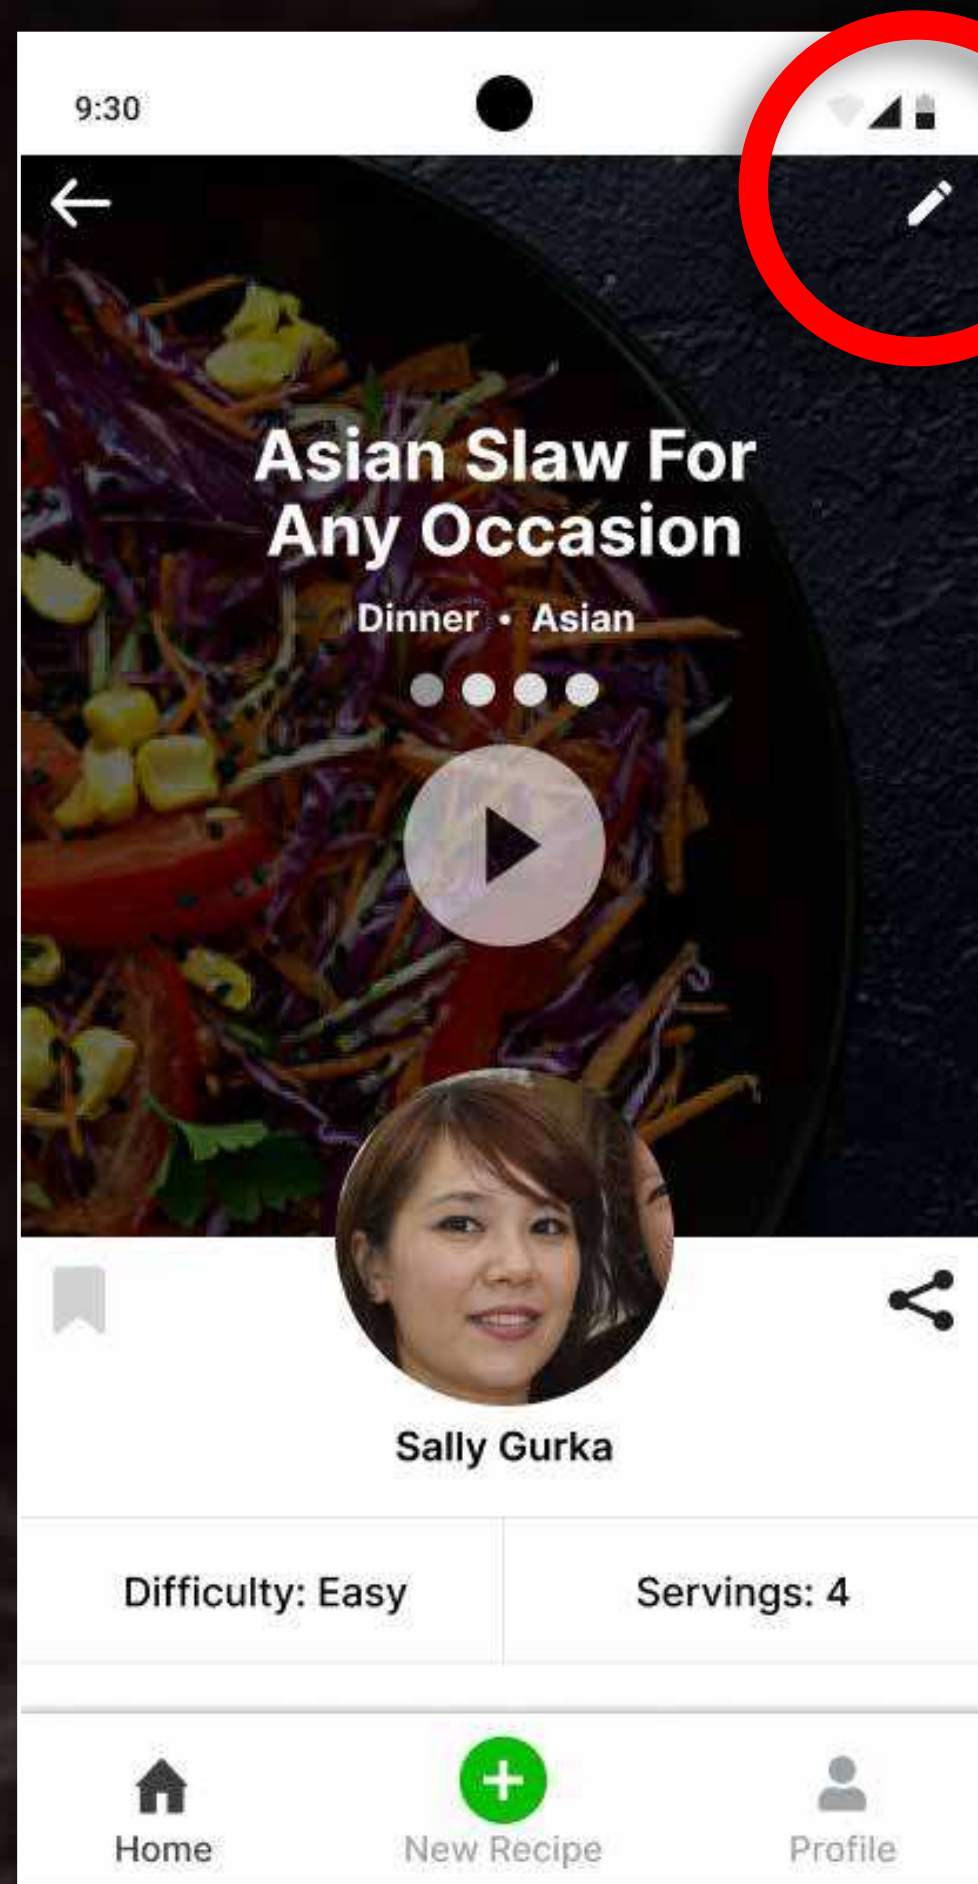 9:30
Asian Slaw For
Any Occasion
Dinner • Asian
Sally Gurka
Difficulty: Easy
Servings: 4
Home
New Recipe
Profile